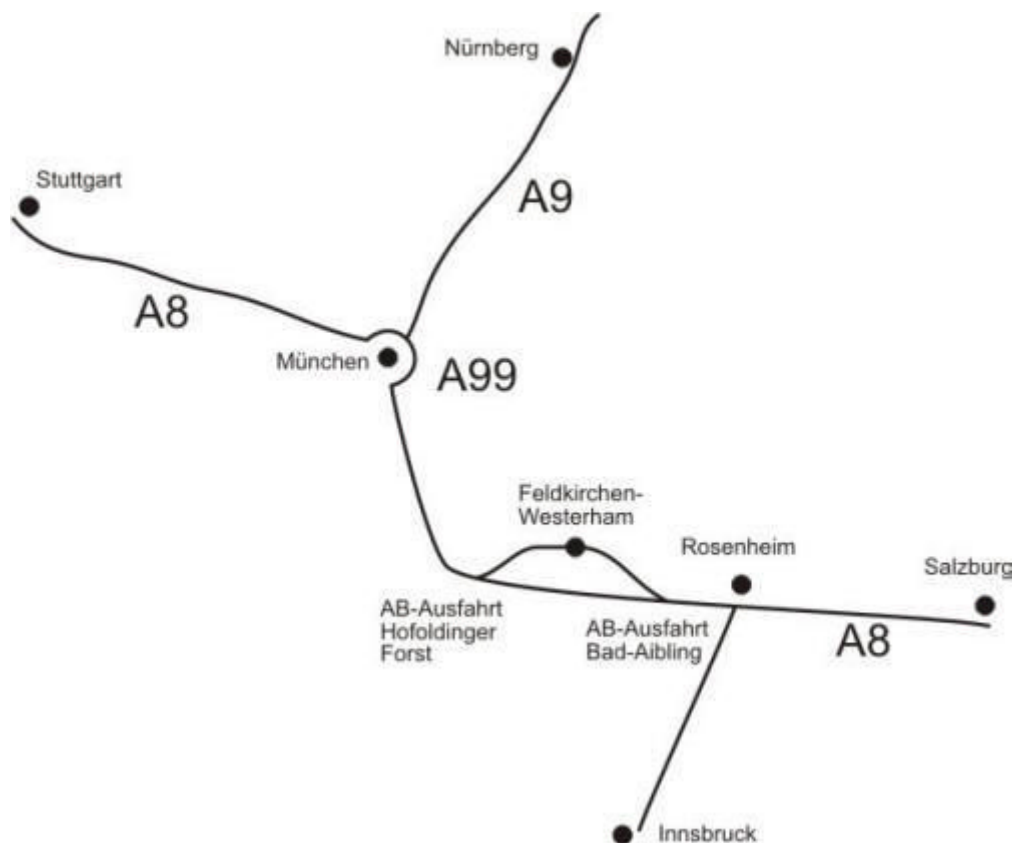 Nürnberg
Stuttgart
A9
A8
München
A99
Feldkirchen-
Westerham
Rosenheim
Salzburg
AB-Ausfahrt
Hofoldinger
Forst
AB-Ausfahrt
Bad-Aibling
A8
Innsbruck